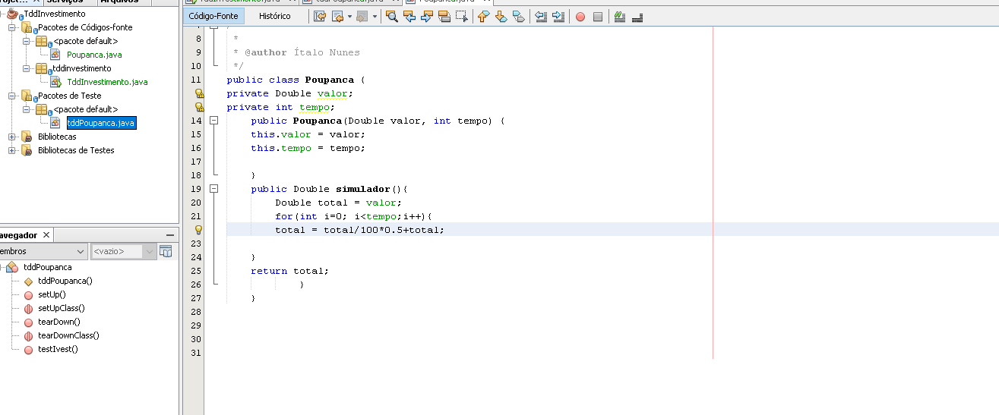 Serviços
Arquivos
TddInvestimento
Pacotes de Códigos-fonte
<pacote default>
Poupanca.java
tddinvestimento
TddInvestimento.java
Pacotes de Teste
<pacote default>
tddPoupanca.java
Bibliotecas
Bibliotecas de Testes
<vazio>
tddPoupanca
tddPoupanca()
setUp()
setUpClass()
tearDown()
tearDownClass()
testIvest()
Código-Fonte Histórico
8 *
9 * @author Ítalo Nunes
10 */
11 public class Poupanca {
private Double valor;
private int tempo;
14 public Poupanca(Double valor, int tempo) {
15 this.valor = valor;
16 this.tempo = tempo;
17
18 }
19 public Double simulador(){
20 Double total = valor;
21 for(int i=0; i<tempo;i++){
total = total/100*0.5+total;
23
24 }
25 return total;
26 }
27 }
28
29
30
31